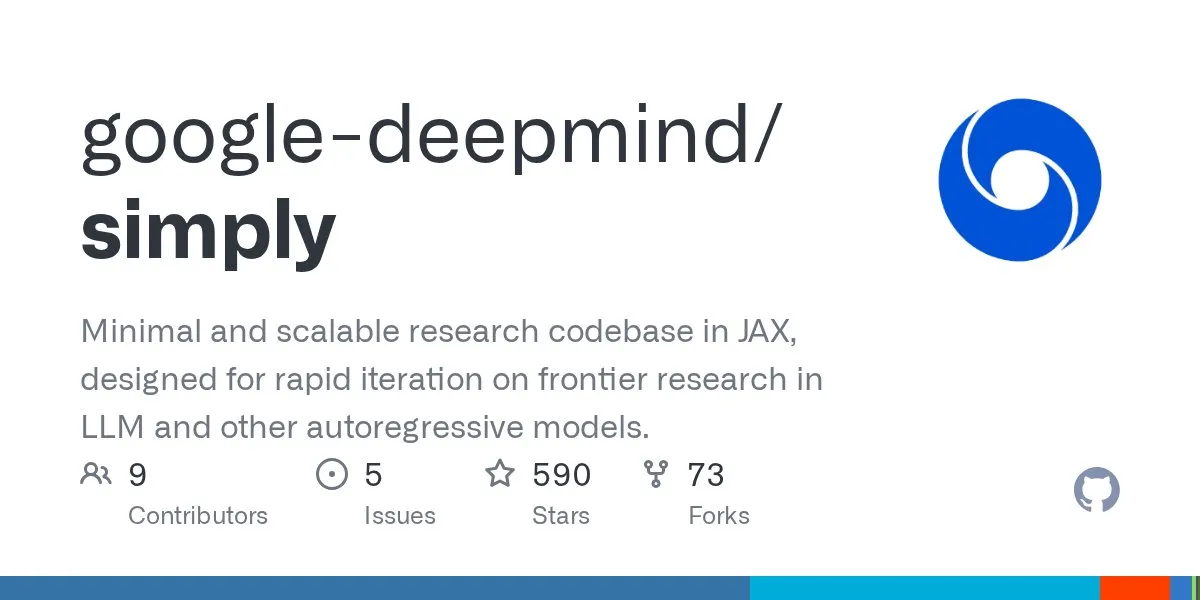 google-deepmind/
simply
Minimal and scalable research codebase in JAX,
designed for rapid iteration on frontier research in
LLM and other autoregressive models.
9 5 590 73
Contributors Issues Stars Forks